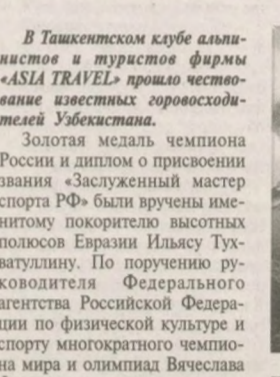 В Ташкентском клубе альпи-
нистов и туристов фирмы
«ASIA TRAVEL» прошло чество-
вание известных горовосходи-
телей Узбекистана.
Золотая медаль чемпиона
России и диплом о присвоении
звания «Заслуженный мастер
спорта РФ» были вручены име-
нитому покорителю высотных
полюсов Евразии Ильясу Тух-
ватуллину. По поручению ру-
ководителя Федерального
агентства Российской Федера-
ции по физической культуре и
спорту многократного чемпио-
на мира и олимпиад Вячеслава